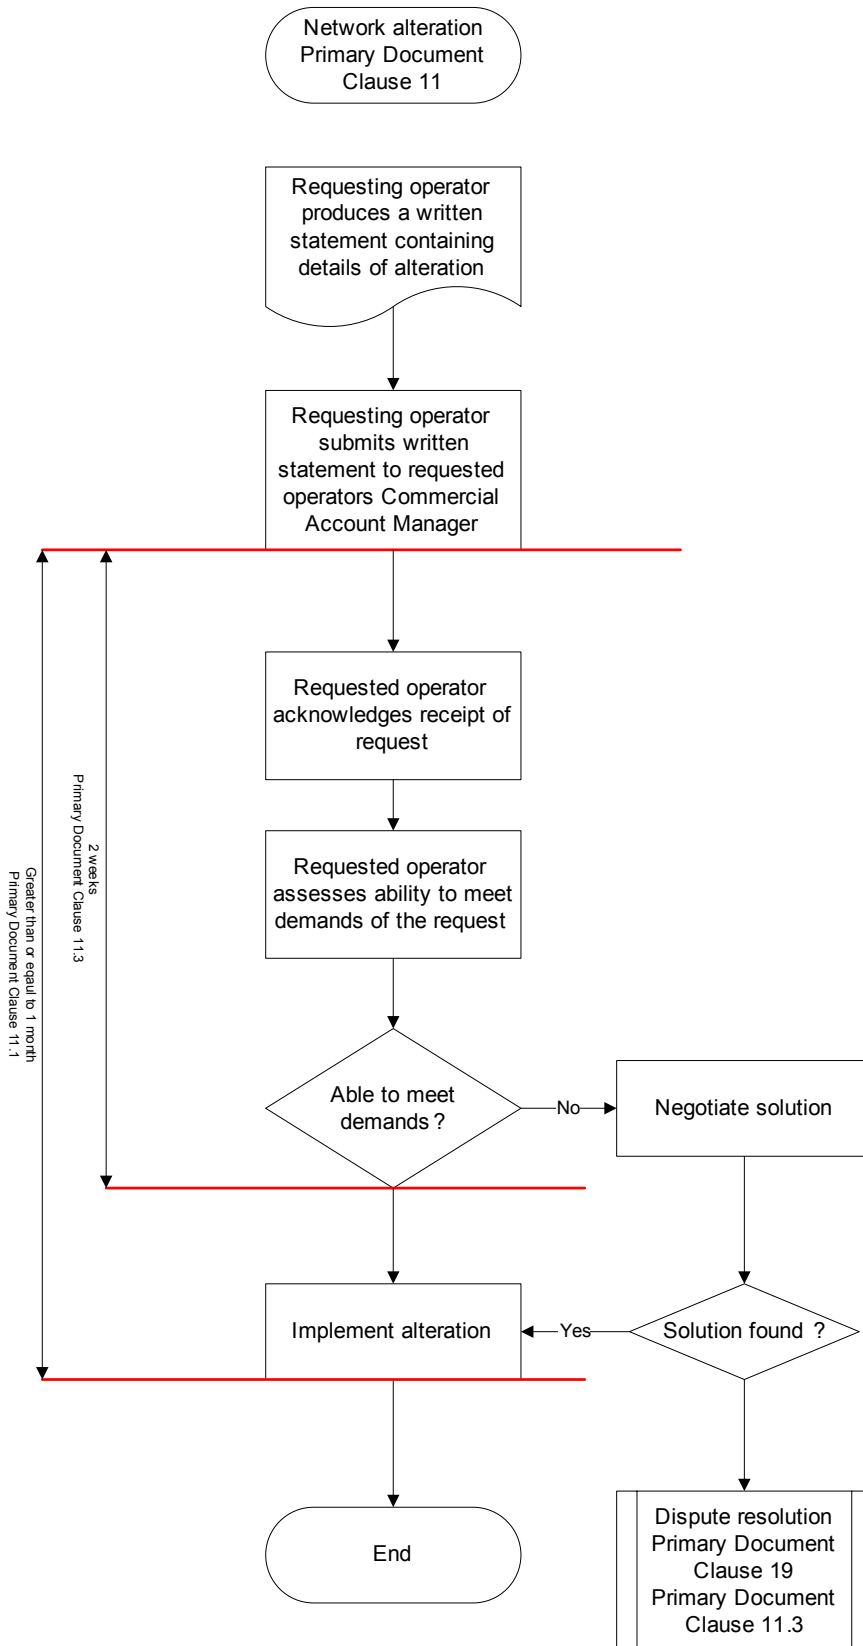 Network alteration
Primary Document
Clause 11
Requesting operator
produces a written
statement containing
details of alteration
Requesting operator
submits written
statement to requested
operators Commercial
Account Manager
Requested operator
acknowledges receipt of
request
2 weeks
Primary Document Clause 11.3
Greater than or eqaul to 1 month
Primary Document Clause 11.1
Requested operator
assesses ability to meet
demands of the request
Able to meet
demands ?
No
Negotiate solution
Implement alteration
Yes
Solution found ?
End
Dispute resolution
Primary Document
Clause 19
Primary Document
Clause 11.3